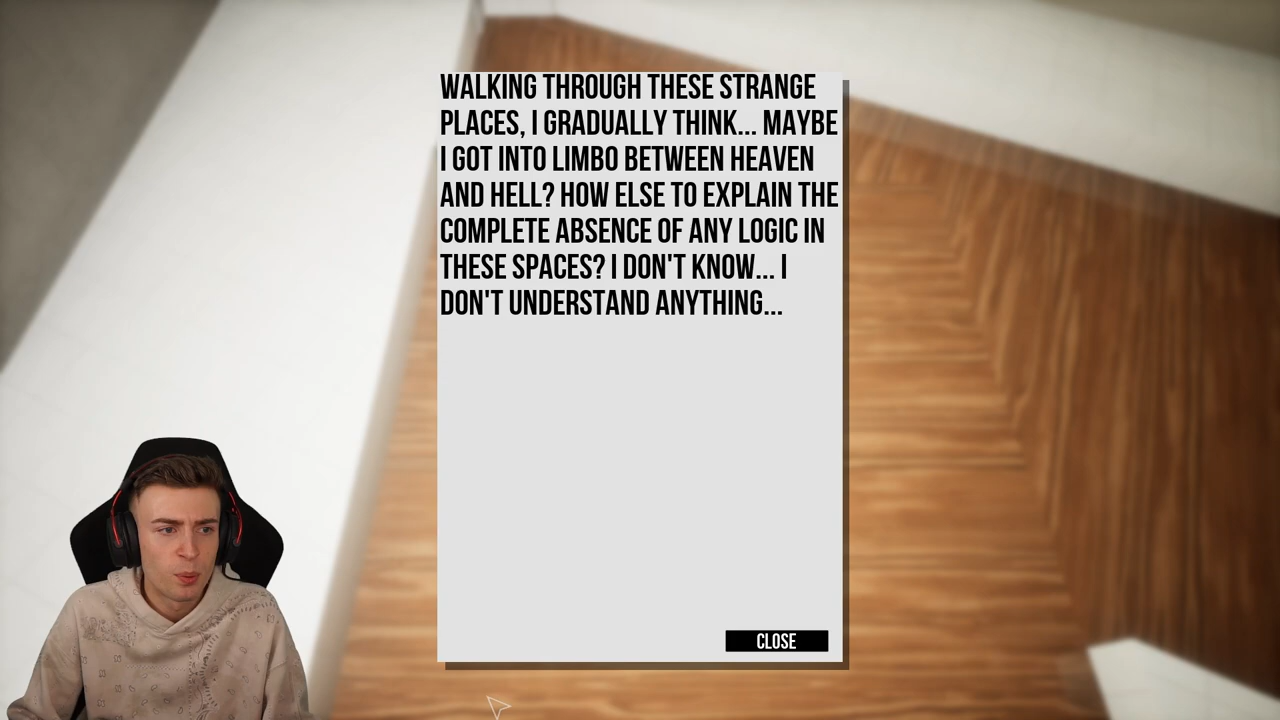 WALKING THROUGH THESE STRANGE
PLACES, I GRADUALLY THINK... MAYBE
I GOT INTO LIMBO BETWEEN HEAVEN
AND HELL? HOW ELSE TO EXPLAIN THE
COMPLETE ABSENCE OF ANY LOGIC IN
THESE SPACES? I DON'T KNOW... I
DON'T UNDERSTAND ANYTHING...
CLOSE